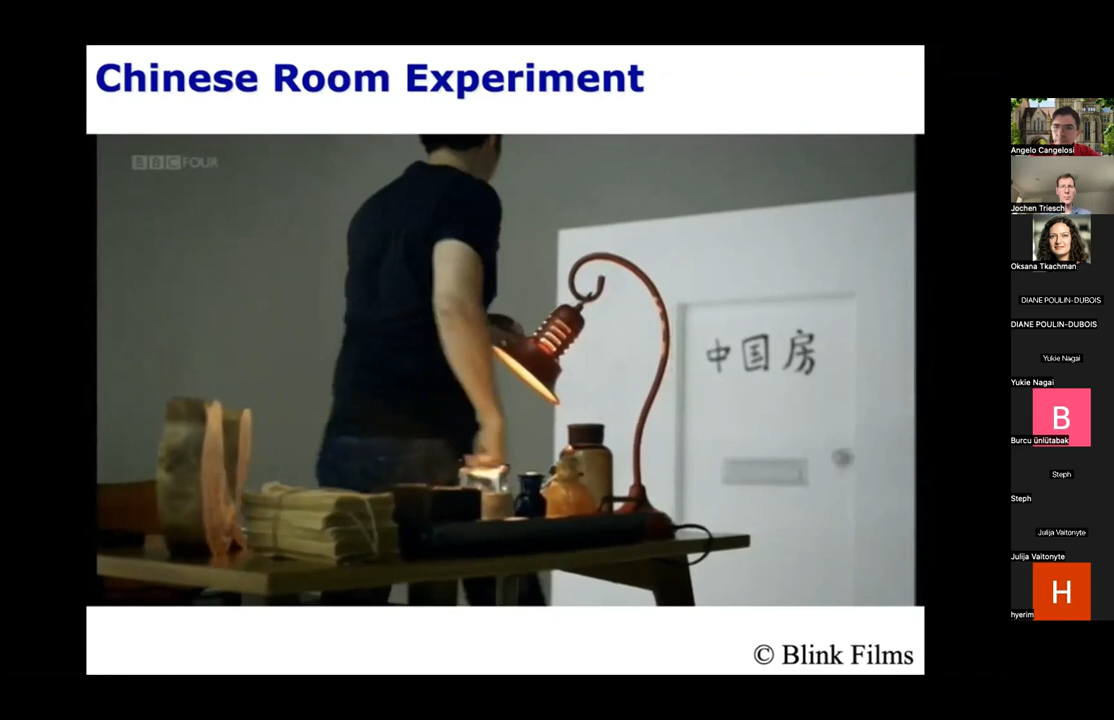 Chinese Room Experiment
BBC FOUR
中国房
© Blink Films
Angelo Cangelosi
Jochen Triesch
Oksana Tkachman
DIANE POULIN-DUBOIS
DIANE POULIN-DUBOIS
Yukie Nagai
Yukie Nagai
B
Burcu ünlütabak
Steph
Steph
Julija Vaitonyte
Julija Vaitonyte
H
hyerim